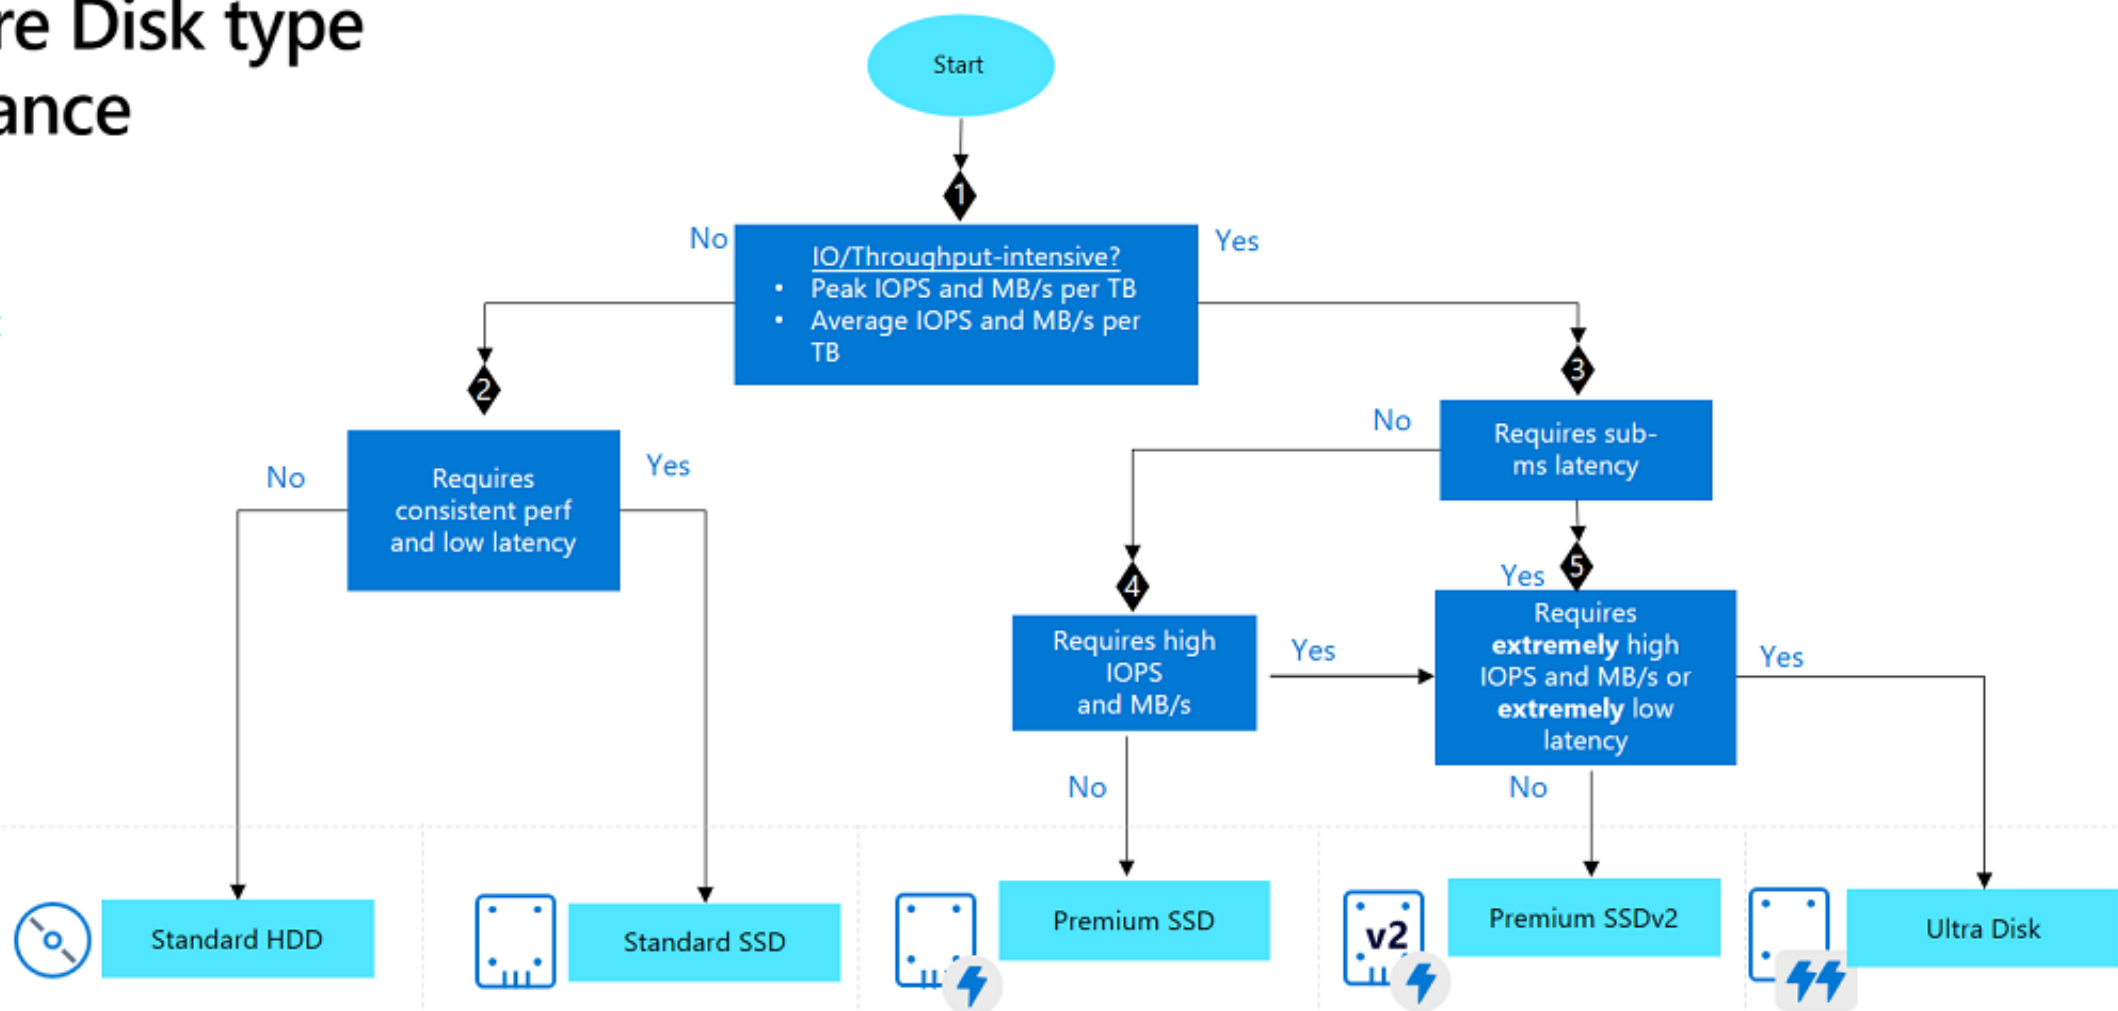 re Disk type
ance
Start
1
No
Yes
IO/Throughput-intensive?
• Peak IOPS and MB/s per TB
• Average IOPS and MB/s per
TB
2
3
No
Requires sub-
ms latency
No
Yes
Requires
consistent perf
and low latency
4
Yes
5
Requires high
IOPS
and MB/s
Yes
Requires
extremely high
IOPS and MB/s or
extremely low
latency
Yes
No
No
Standard HDD
Standard SSD
Premium SSD
v2
Premium SSDv2
Ultra Disk